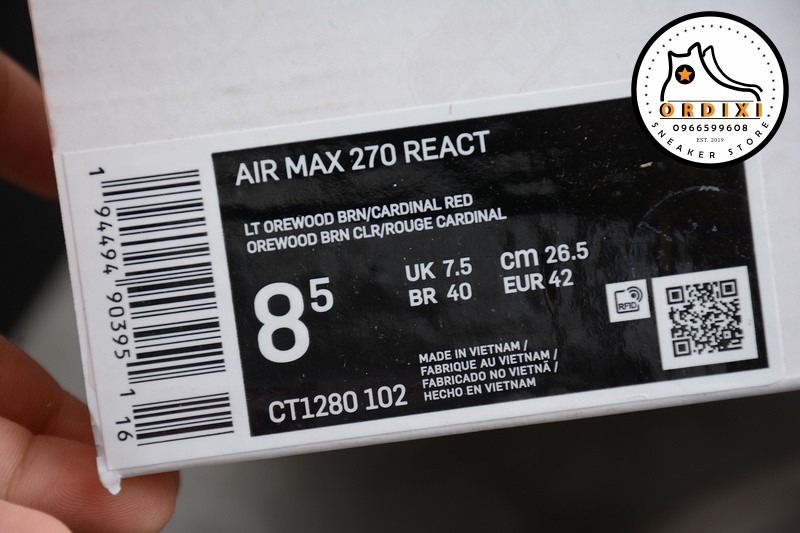 ORDIXI
0966599608
EST. 2019
SNEAKER STORE
AIR MAX 270 REACT
LT OREWOOD BRN/CARDINAL RED
OREWOOD BRN CLR/ROUGE CARDINAL
8⁵
UK 7.5
cm 26.5
BR 40
EUR 42
RFID
MADE IN VIETNAM /
FABRIQUE AU VIETNAM /
FABRICADO NO VIETNÃ /
HECHO EN VIETNAM
CT1280 102
1 94494 90395 1 16